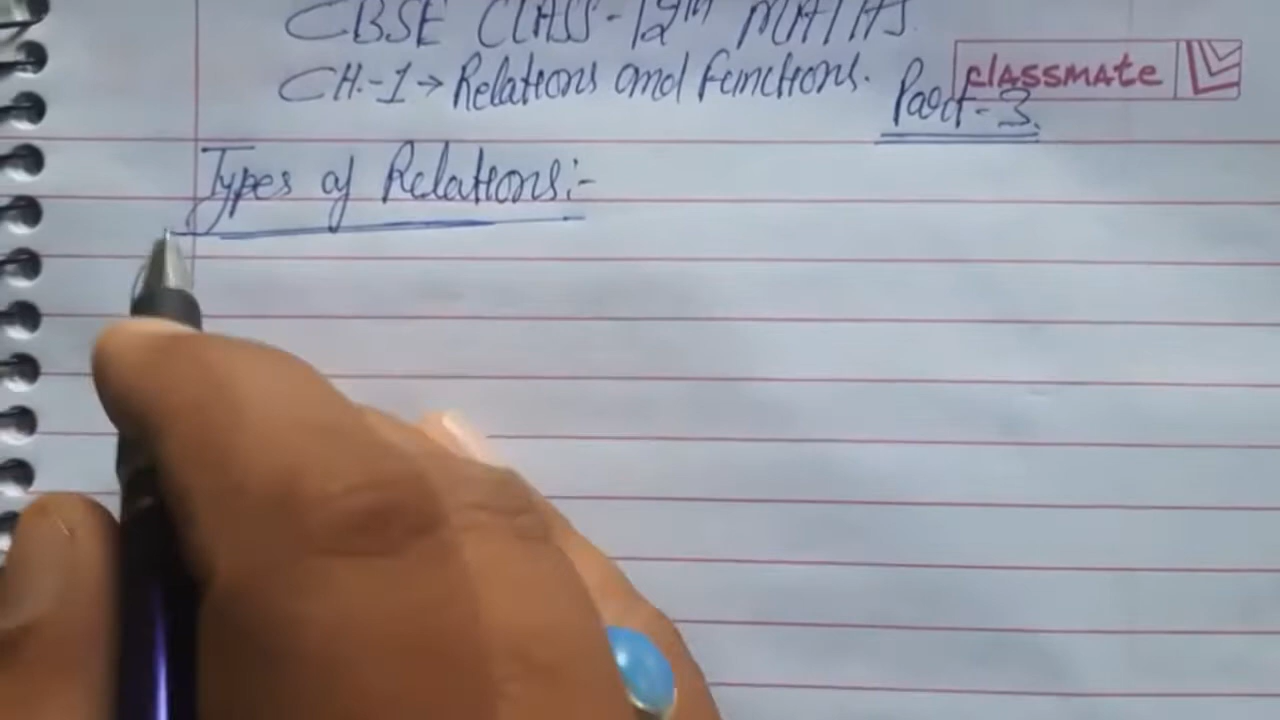 CBSE CLASS-12th MATHS.
CH.-1→ Relations and Functions. Part-3.
classmate
Types of Relations:-